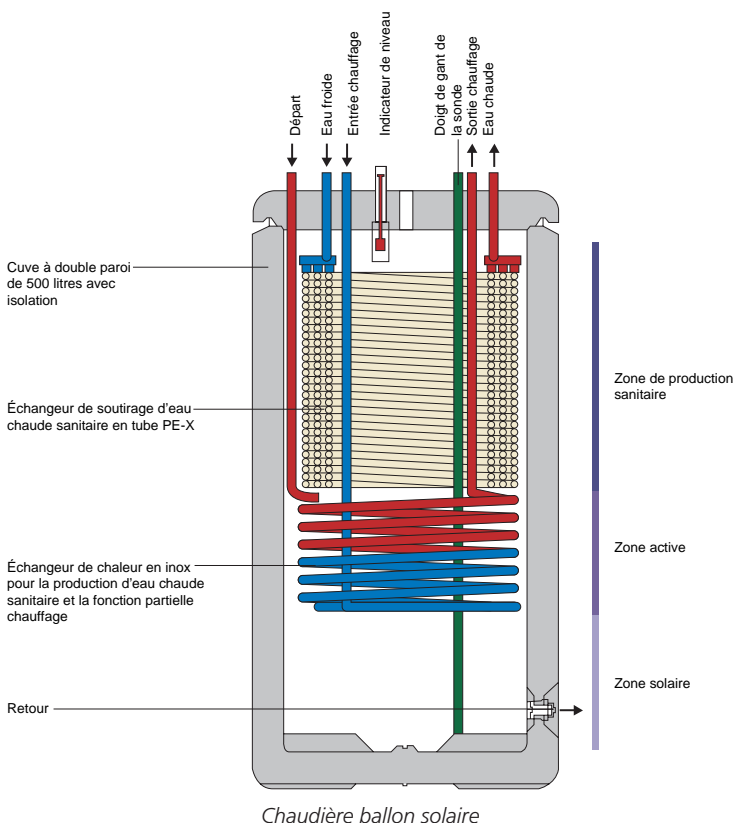 Départ
Eau froide
Entrée chauffage
Indicateur de niveau
Doigt de gant de
la sonde
Sortie chauffage
Eau chaude
Cuve à double paroi
de 500 litres avec
isolation
Échangeur de soutirage d'eau
chaude sanitaire en tube PE-X
Échangeur de chaleur en inox
pour la production d'eau chaude
sanitaire et la fonction partielle
chauffage
Retour
Zone de production
sanitaire
Zone active
Zone solaire
Chaudière ballon solaire